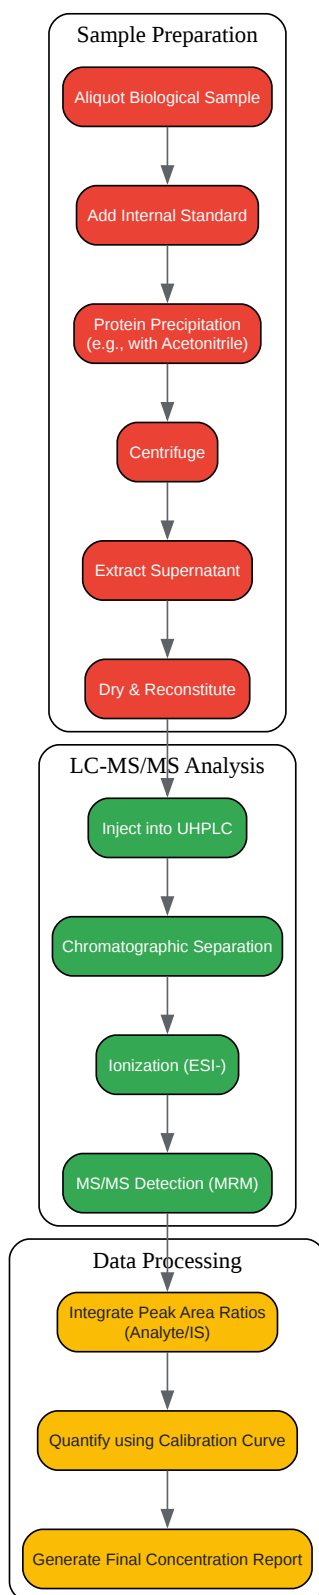 Sample Preparation
Aliquot Biological Sample
Add Internal Standard
Protein Precipitation
(e.g., with Acetonitrile)
Centrifuge
Extract Supernatant
Dry & Reconstitute
LC-MS/MS Analysis
Inject into UHPLC
Chromatographic Separation
Ionization (ESI-)
MS/MS Detection (MRM)
Data Processing
Integrate Peak Area Ratios
(Analyte/IS)
Quantify using Calibration Curve
Generate Final Concentration Report